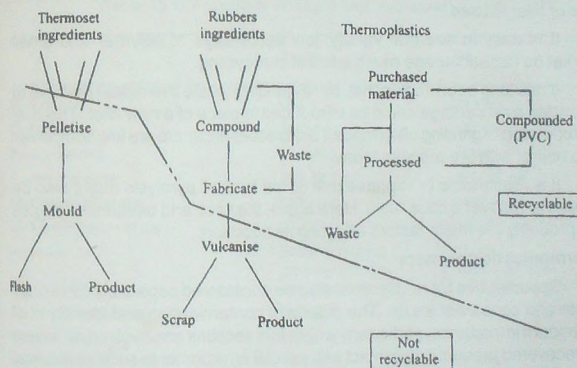 Thermoset
ingredients
Rubbers
ingredients
Thermoplastics
Purchased
material
Pelletise
Compound
Compounded
(PVC)
Waste
Processed
Fabricate
Recyclable
Mould
Waste
Vulcanise
Product
Flash
Product
Scrap
Product
Not
recyclable